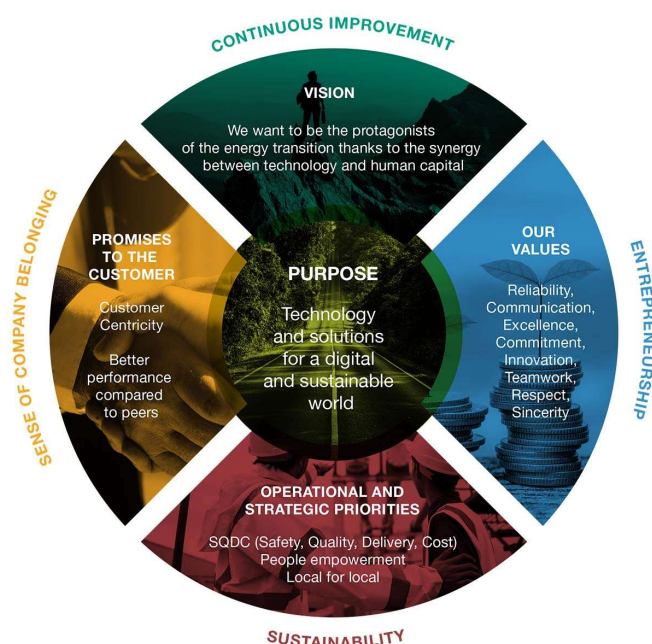 CONTINUOUS IMPROVEMENT
VISION
We want to be the protagonists
of the energy transition thanks to the synergy
between technology and human capital
SENSE OF COMPANY BELONGING
PROMISES
TO THE
CUSTOMER
Customer
Centricity
Better
performance
compared
to peers
PURPOSE
Technology
and solutions
for a digital
and sustainable
world
OUR
VALUES
Reliability,
Communication,
Excellence,
Commitment,
Innovation,
Teamwork,
Respect,
Sincerity
ENTREPRENEURSHIP
OPERATIONAL AND
STRATEGIC PRIORITIES
SQDC (Safety, Quality, Delivery, Cost)
People empowerment
Local for local
SUSTAINABILITY